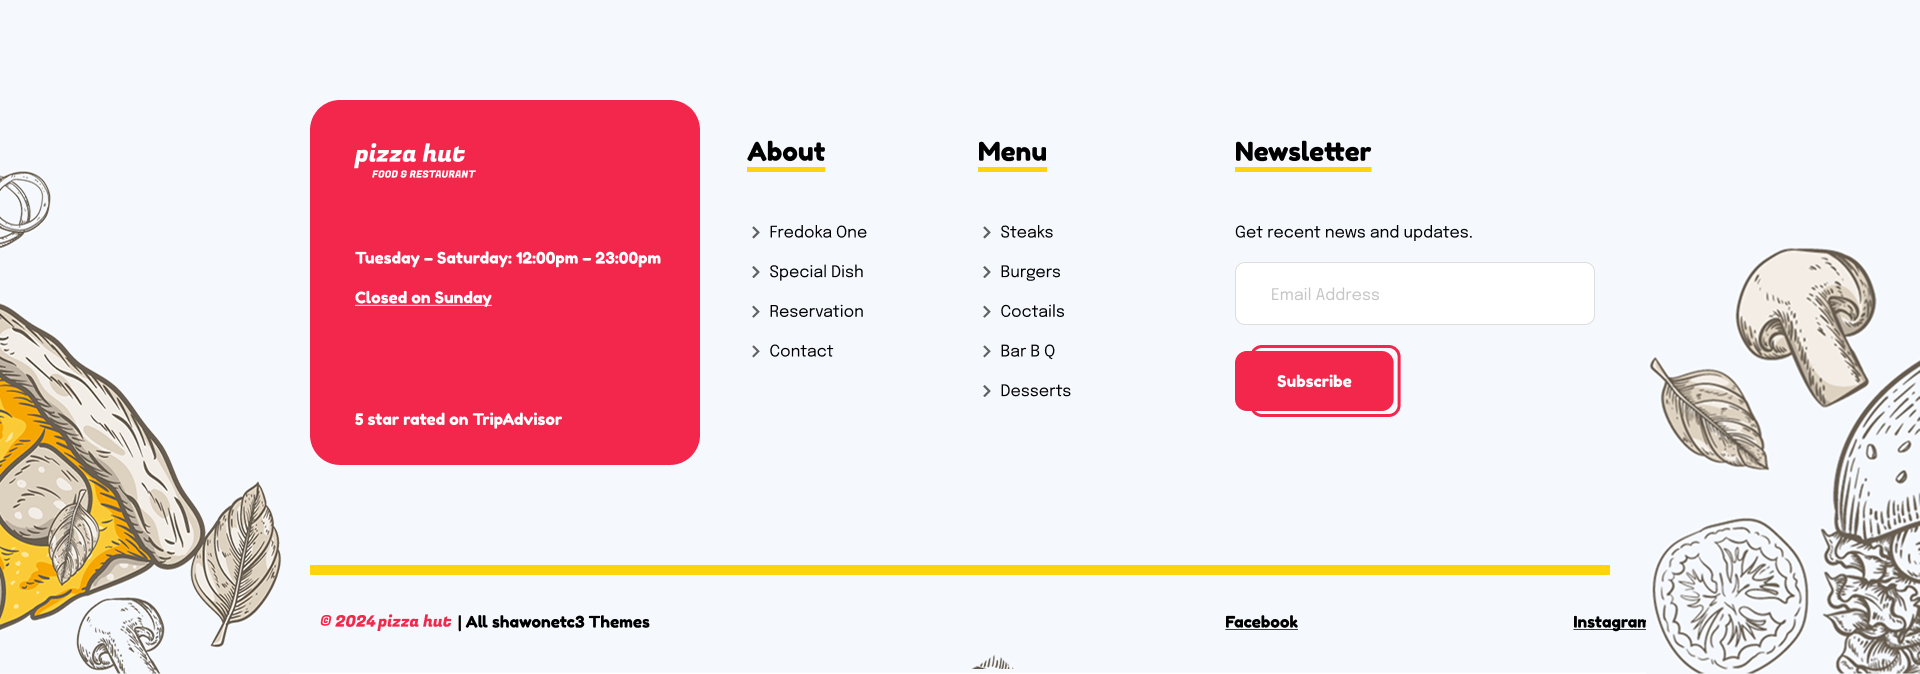 pizza hut
FOOD & RESTAURANT
Tuesday – Saturday: 12:00pm – 23:00pm
Closed on Sunday
5 star rated on TripAdvisor
About
Fredoka One
Special Dish
Reservation
Contact
Menu
Steaks
Burgers
Coctails
Bar B Q
Desserts
Newsletter
Get recent news and updates.
Email Address
Subscribe
© 2024 pizza hut | All shawonetc3 Themes
Facebook
Instagram